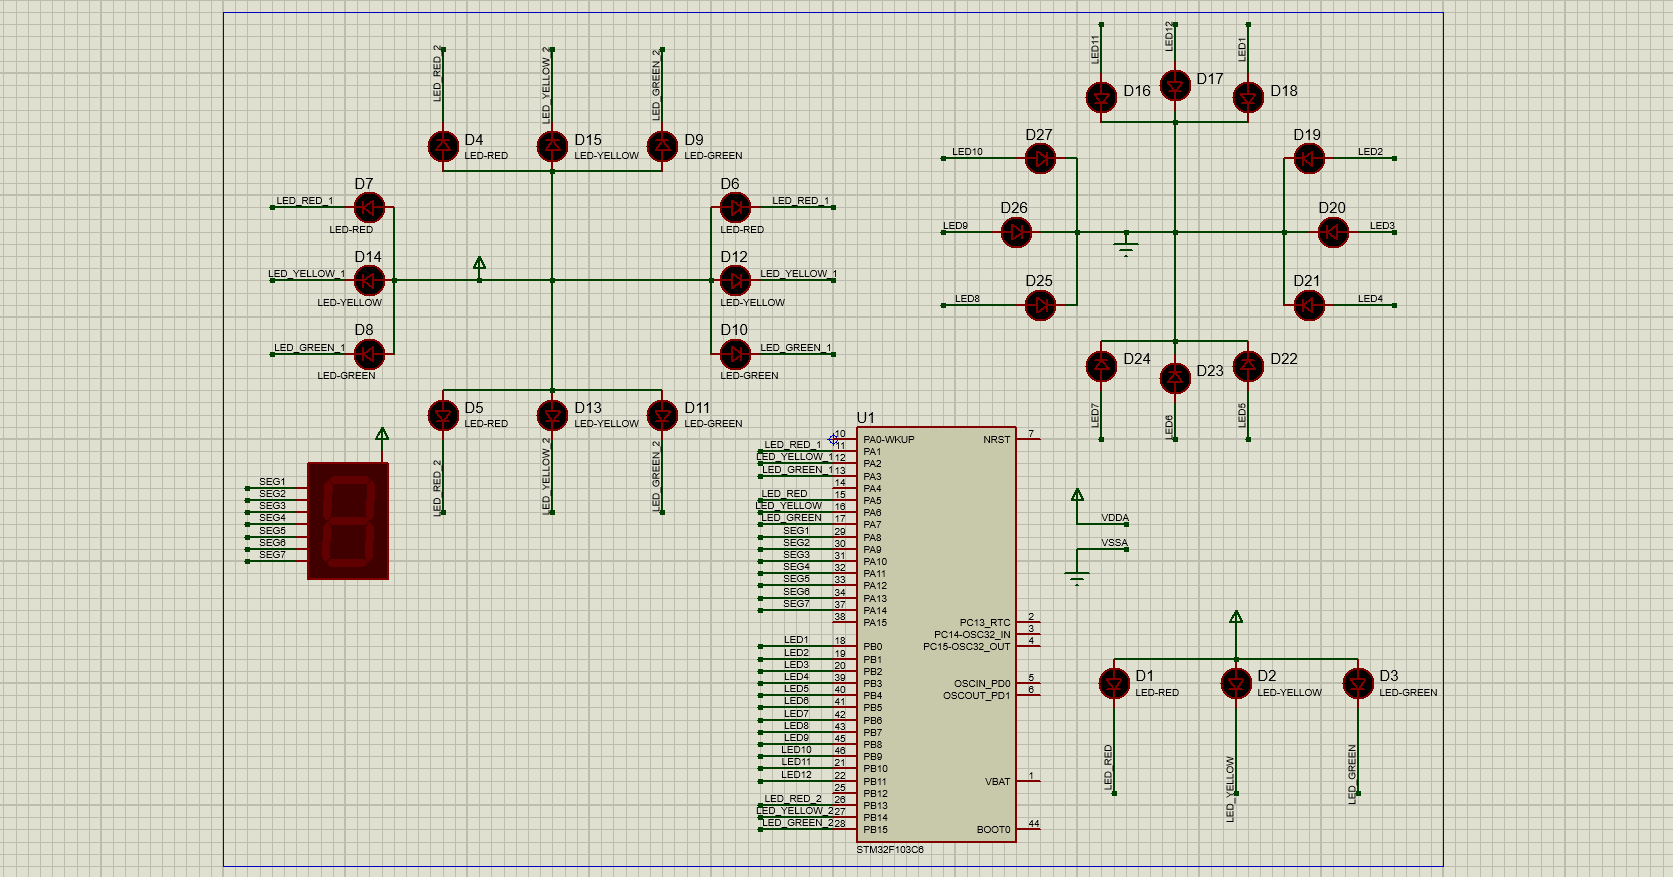 LED_RED_2
LED_YELLOW_2
LED_GREEN_2
D4
LED-RED
D15
LED-YELLOW
D9
LED-GREEN
D7
LED_RED_1
LED-RED
D6
LED_RED_1
LED-RED
D14
LED_YELLOW_1
LED-YELLOW
D12
LED_YELLOW_1
LED-YELLOW
D8
LED_GREEN_1
LED-GREEN
D10
LED_GREEN_1
LED-GREEN
D5
LED-RED
D13
LED-YELLOW
D11
LED-GREEN
LED_RED_2
LED_YELLOW_2
LED_GREEN_2
SEG1
SEG2
SEG3
SEG4
SEG5
SEG6
SEG7
LED11
LED12
LED1
D16
D17
D18
D27
LED10
D19
LED2
D26
LED9
D20
LED3
D25
LED8
D21
LED4
D24
D23
D22
LED7
LED6
LED5
U1
10 PA0-WKUP
LED_RED_1 11 PA1
LED_YELLOW_1 12 PA2
LED_GREEN_1 13 PA3
14 PA4
LED_RED 15 PA5
LED_YELLOW 16 PA6
LED_GREEN 17 PA7
SEG1 29 PA8
SEG2 30 PA9
SEG3 31 PA10
SEG4 32 PA11
SEG5 33 PA12
SEG6 34 PA13
SEG7 37 PA14
38 PA15
LED1 18 PB0
LED2 19 PB1
LED3 20 PB2
LED4 39 PB3
LED5 40 PB4
LED6 41 PB5
LED7 42 PB6
LED8 43 PB7
LED9 45 PB8
LED10 46 PB9
LED11 21 PB10
LED12 22 PB11
25 PB12
LED_RED_2 26 PB13
LED_YELLOW_2 27 PB14
LED_GREEN_2 28 PB15
NRST 7
PC13_RTC 2
PC14-OSC32_IN 3
PC15-OSC32_OUT 4
OSCIN_PD0 5
OSCOUT_PD1 6
VBAT 1
BOOT0 44
STM32F103C6
VDDA
VSSA
D1
LED-RED
D2
LED-YELLOW
D3
LED-GREEN
LED_RED
LED_YELLOW
LED_GREEN